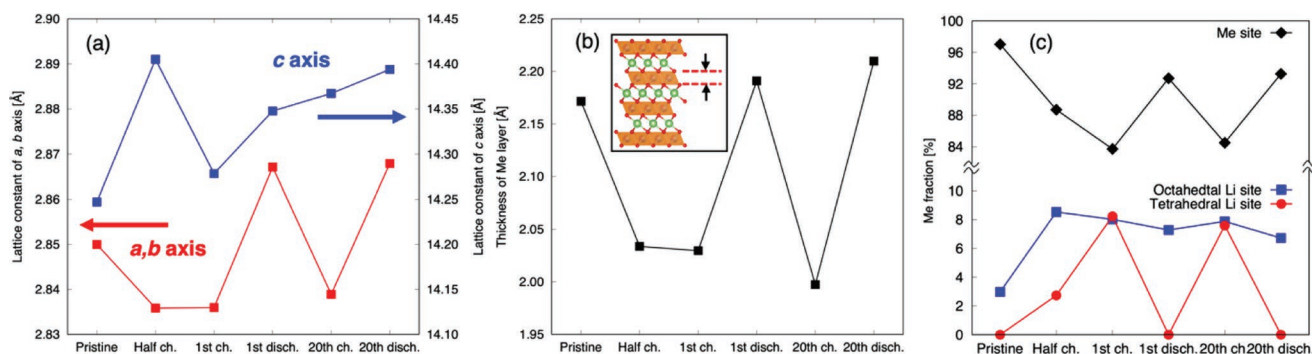 (a)
c axis
a,b axis
Lattice constant of a, b axis [Å]
2.90
2.89
2.88
2.87
2.86
2.85
2.84
2.83
14.45
14.40
14.35
14.30
14.25
14.20
14.15
14.10
Lattice constant of c axis [Å]
Pristine Half ch. 1st ch. 1st disch. 20th ch. 20th disch.
(b)
Thickness of Me layer [Å]
2.25
2.20
2.15
2.10
2.05
2.00
1.95
Pristine Half ch. 1st ch. 1st disch. 20th ch. 20th disch.
(c)
Me site
Octahedtal Li site
Tetrahedral Li site
Me fraction [%]
100
96
92
88
84
10
8
6
4
2
0
Pristine Half ch. 1st ch. 1st disch. 20th ch. 20th disch.